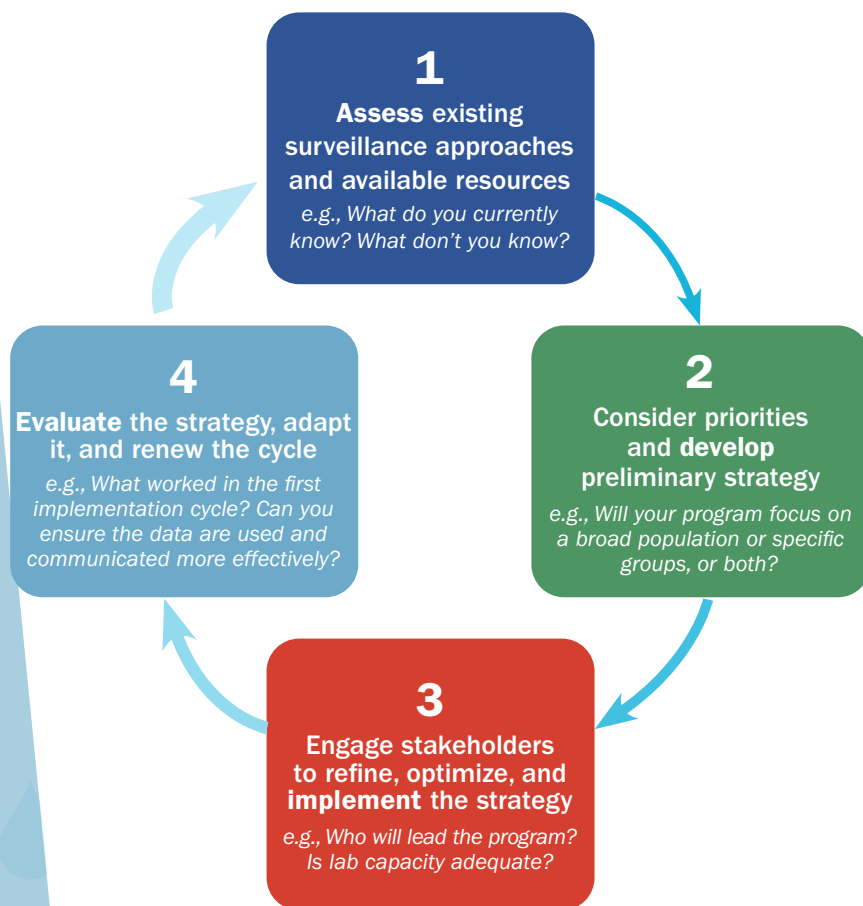 1
Assess existing
surveillance approaches
and available resources
e.g., What do you currently
know? What don’t you know?
2
Consider priorities
and develop
preliminary strategy
e.g., Will your program focus on
a broad population or specific
groups, or both?
3
Engage stakeholders
to refine, optimize, and
implement the strategy
e.g., Who will lead the program?
Is lab capacity adequate?
4
Evaluate the strategy, adapt
it, and renew the cycle
e.g., What worked in the first
implementation cycle? Can you
ensure the data are used and
communicated more effectively?